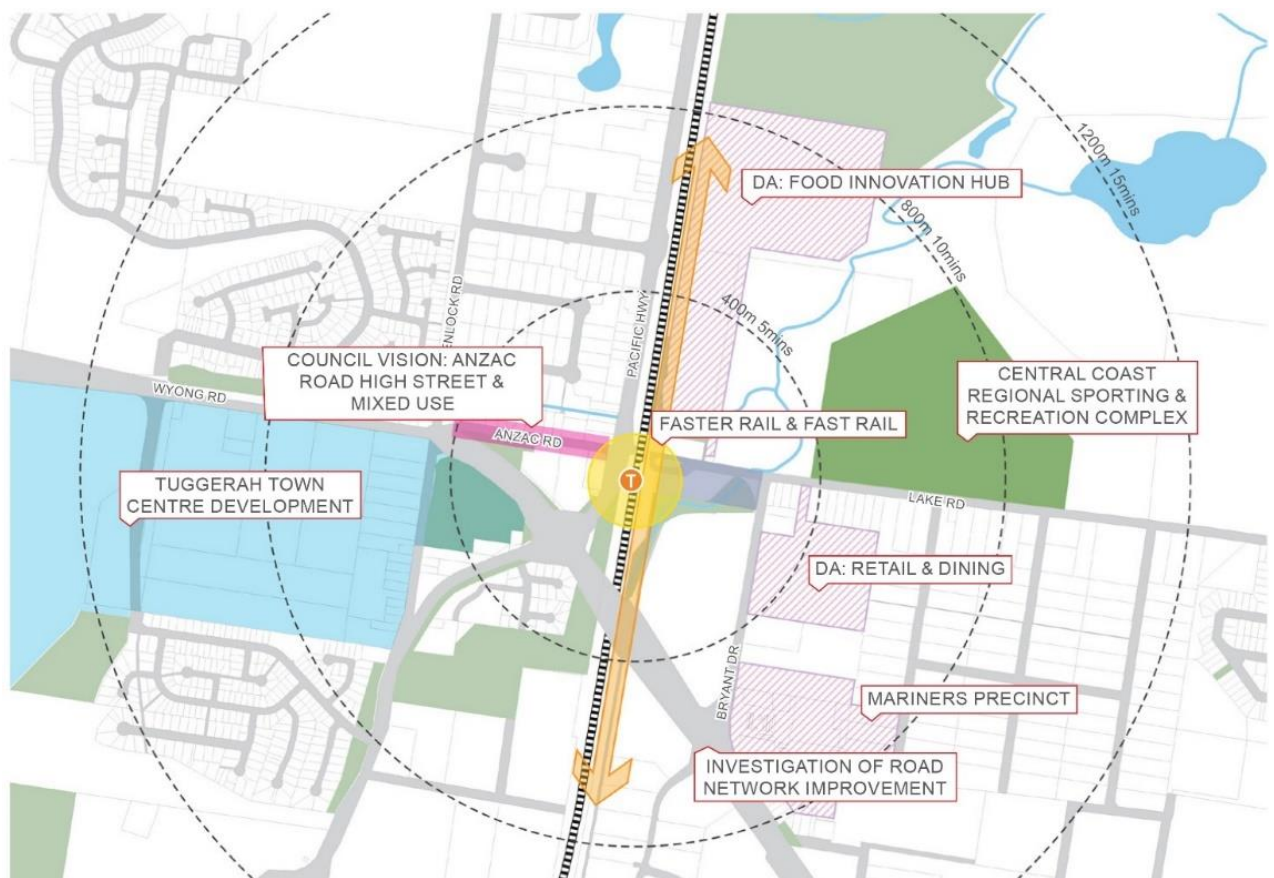 1200m 15mins
DA: FOOD INNOVATION HUB
800m 10mins
400m 5mins
ENLOCK RD
PACIFIC HWY
COUNCIL VISION: ANZAC
ROAD HIGH STREET &
MIXED USE
WYONG RD
ANZAC RD
FASTER RAIL & FAST RAIL
CENTRAL COAST
REGIONAL SPORTING &
RECREATION COMPLEX
T
TUGGERAH TOWN
CENTRE DEVELOPMENT
LAKE RD
DA: RETAIL & DINING
BRYANT DR
MARINERS PRECINCT
INVESTIGATION OF ROAD
NETWORK IMPROVEMENT